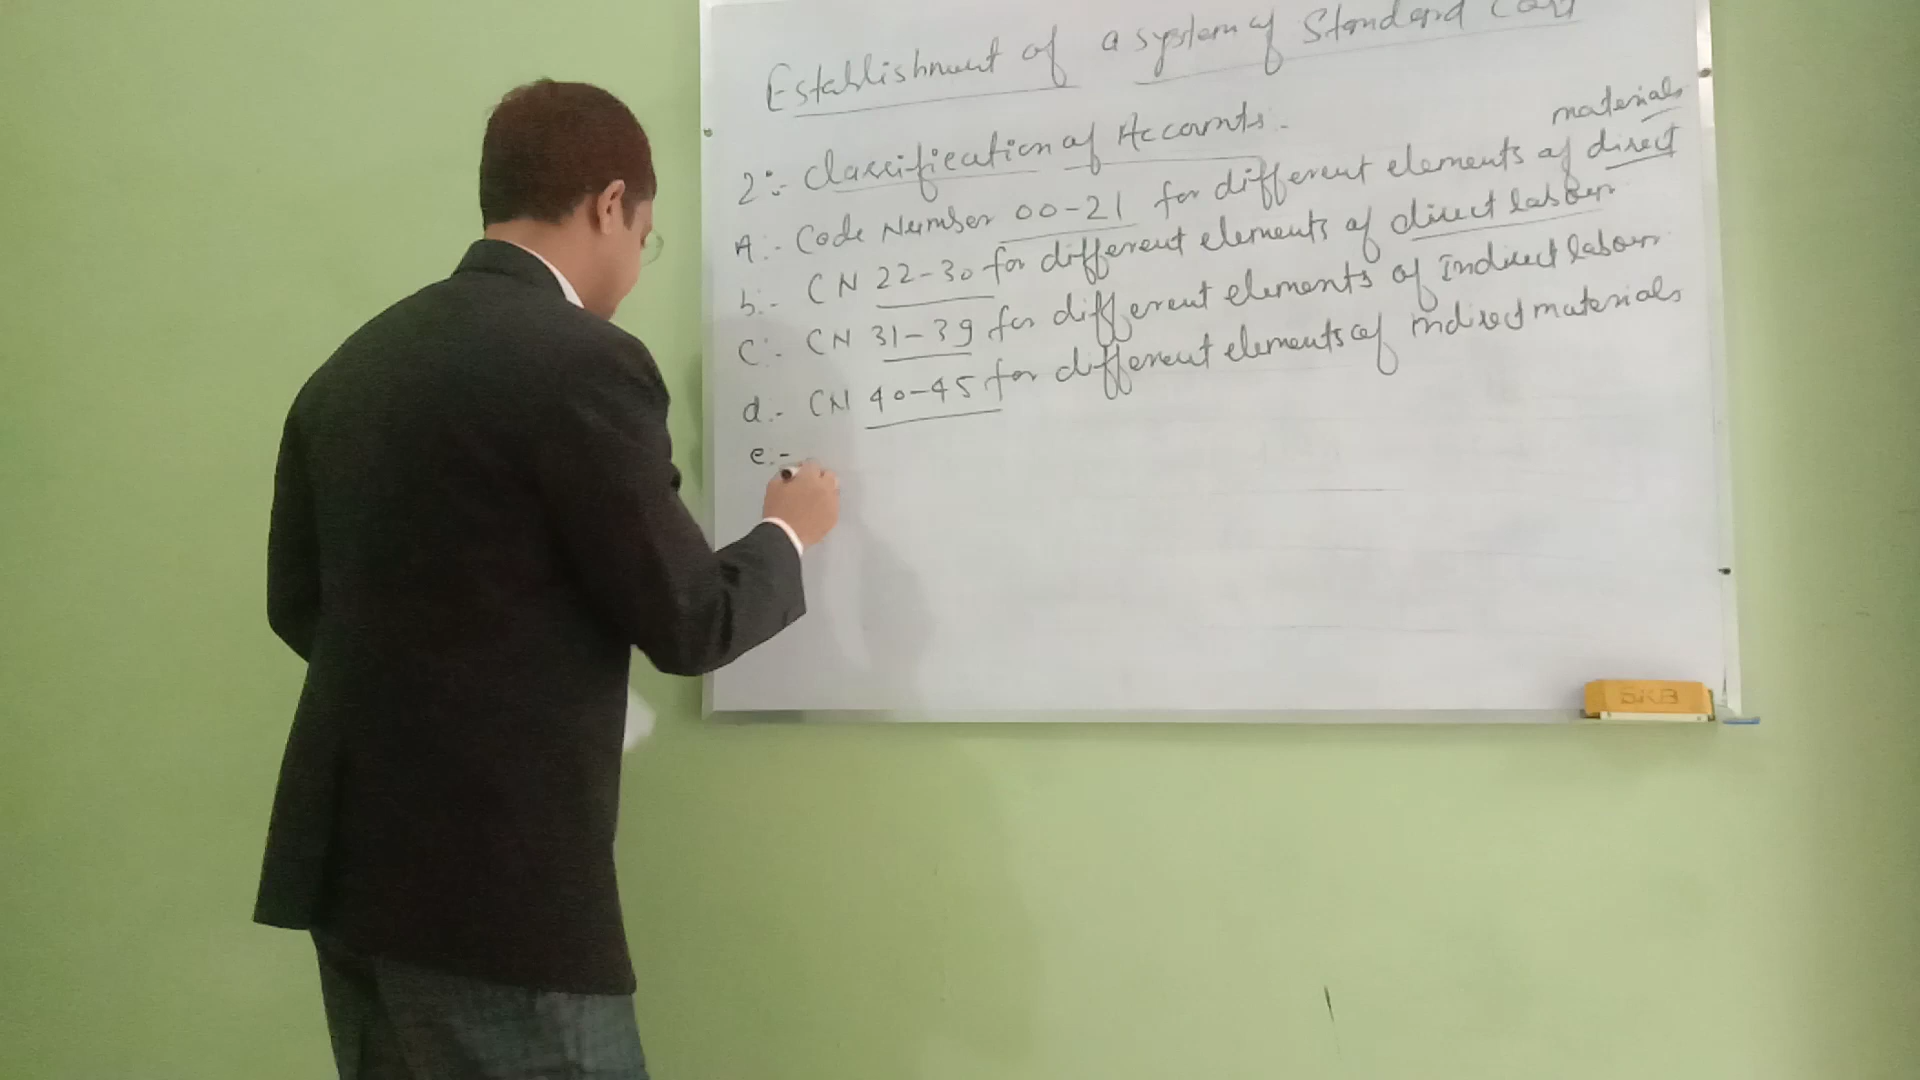 Establishment of a system of Standard Cost
2:- Classification of Accounts:-
materials
A:- Code Number 00-21 for different elements of direct
b:- CN 22-30 for different elements of direct labour
C:- CN 31-39 for different elements of Indirect labour
d:- CN 40-45 for different elements of indirect materials
e:-
SKB